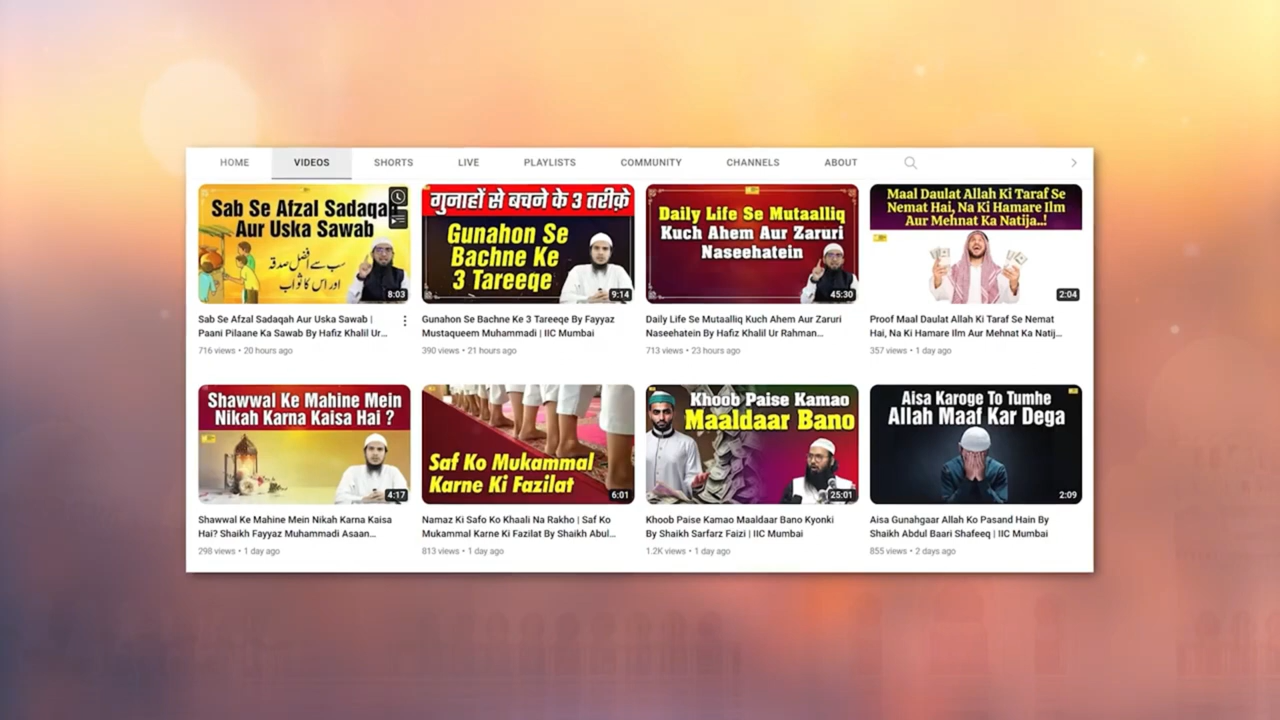 HOME VIDEOS SHORTS LIVE PLAYLISTS COMMUNITY CHANNELS ABOUT
Sab Se Afzal Sadaqah
Aur Uska Sawab
سب سے افضل صدقہ
اور اس کا ثواب
8:03
गुनाहों से बचने के 3 तरीक़े
Gunahon Se
Bachne Ke
3 Tareeqe
9:14
Daily Life Se Mutaalliq
Kuch Ahem Aur Zaruri
Naseehatein
45:30
Maal Daulat Allah Ki Taraf Se
Nemat Hai, Na Ki Hamare Ilm
Aur Mehnat Ka Natija..!
2:04
Sab Se Afzal Sadaqah Aur Uska Sawab |
Paani Pilaane Ka Sawab By Hafiz Khalil Ur...
716 views • 20 hours ago
Gunahon Se Bachne Ke 3 Tareeqe By Fayyaz
Mustaqueem Muhammadi | IIC Mumbai
390 views • 21 hours ago
Daily Life Se Mutaalliq Kuch Ahem Aur Zaruri
Naseehatein By Hafiz Khalil Ur Rahman...
713 views • 23 hours ago
Proof Maal Daulat Allah Ki Taraf Se Nemat
Hai, Na Ki Hamare Ilm Aur Mehnat Ka Natij...
357 views • 1 day ago
Shawwal Ke Mahine Mein
Nikah Karna Kaisa Hai ?
4:17
Saf Ko Mukammal
Karne Ki Fazilat
6:01
Khoob Paise Kamao
Maaldaar Bano
25:01
Aisa Karoge To Tumhe
Allah Maaf Kar Dega
2:09
Shawwal Ke Mahine Mein Nikah Karna Kaisa
Hai? Shaikh Fayyaz Muhammadi Asaan...
298 views • 1 day ago
Namaz Ki Safo Ko Khaali Na Rakho | Saf Ko
Mukammal Karne Ki Fazilat By Shaikh Abul...
813 views • 1 day ago
Khoob Paise Kamao Maaldaar Bano Kyonki
By Shaikh Sarfarz Faizi | IIC Mumbai
1.2K views • 1 day ago
Aisa Gunahgaar Allah Ko Pasand Hain By
Shaikh Abdul Baari Shafeeq | IIC Mumbai
855 views • 2 days ago